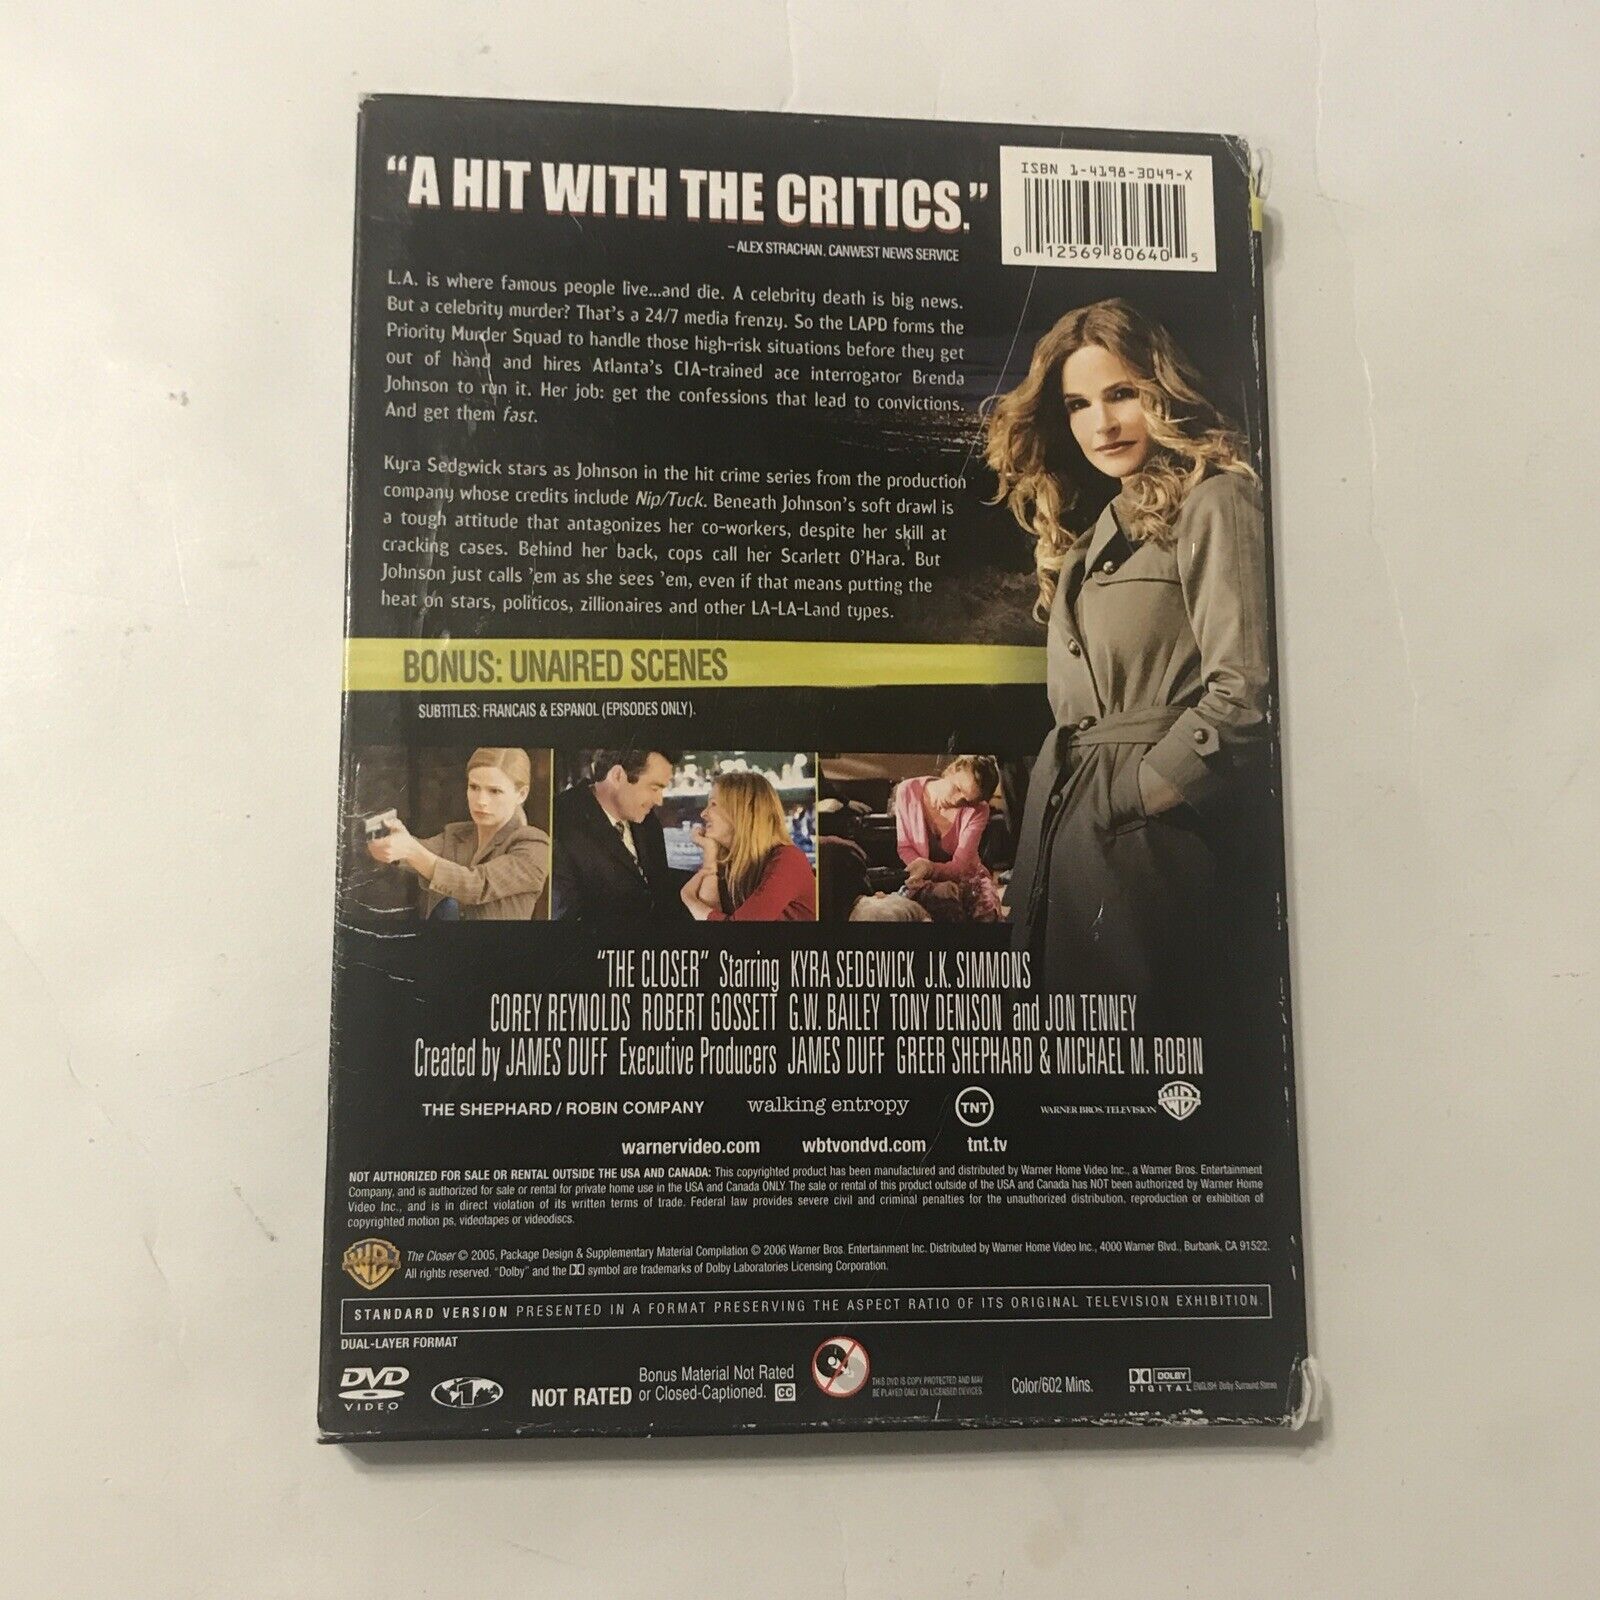 "A HIT WITH THE CRITICS."
– ALEX STRACHAN, CANWEST NEWS SERVICE
ISBN 1-4198-3049-X
0 12569 80640 5
L.A. is where famous people live...and die. A celebrity death is big news.
But a celebrity murder? That's a 24/7 media frenzy. So the LAPD forms the
Priority Murder Squad to handle those high-risk situations before they get
out of hand and hires Atlanta's CIA-trained ace interrogator Brenda
Johnson to run it. Her job: get the confessions that lead to convictions.
And get them fast.
Kyra Sedgwick stars as Johnson in the hit crime series from the production
company whose credits include Nip/Tuck. Beneath Johnson's soft drawl is
a tough attitude that antagonizes her co-workers, despite her skill at
cracking cases. Behind her back, cops call her Scarlett O'Hara. But
Johnson just calls 'em as she sees 'em, even if that means putting the
heat on stars, politicos, zillionaires and other LA-LA-Land types.
BONUS: UNAIRED SCENES
SUBTITLES: FRANCAIS & ESPANOL (EPISODES ONLY).
"THE CLOSER" Starring KYRA SEDGWICK J.K. SIMMONS
COREY REYNOLDS ROBERT GOSSETT G.W. BAILEY TONY DENISON and JON TENNEY
Created by JAMES DUFF Executive Producers JAMES DUFF GREER SHEPHARD & MICHAEL M. ROBIN
THE SHEPHARD / ROBIN COMPANY walking entropy TNT WARNER BROS. TELEVISION WB
warnervideo.com wbtvondvd.com tnt.tv
NOT AUTHORIZED FOR SALE OR RENTAL OUTSIDE THE USA AND CANADA: This copyrighted product has been manufactured and distributed by Warner Home Video Inc., a Warner Bros. Entertainment
Company, and is authorized for sale or rental for private home use in the USA and Canada ONLY. The sale or rental of this product outside of the USA and Canada has NOT been authorized by Warner Home
Video Inc., and is in direct violation of its written terms of trade. Federal law provides severe civil and criminal penalties for the unauthorized distribution, reproduction or exhibition of
copyrighted motion ps, videotapes or videodiscs.
WB
The Closer © 2005, Package Design & Supplementary Material Compilation © 2006 Warner Bros. Entertainment Inc. Distributed by Warner Home Video Inc., 4000 Warner Blvd., Burbank, CA 91522.
All rights reserved. "Dolby" and the symbol are trademarks of Dolby Laboratories Licensing Corporation.
STANDARD VERSION PRESENTED IN A FORMAT PRESERVING THE ASPECT RATIO OF ITS ORIGINAL TELEVISION EXHIBITION.
DUAL-LAYER FORMAT
DVD VIDEO
1
NOT RATED
Bonus Material Not Rated
or Closed-Captioned. CC
THIS DVD IS COPY PROTECTED AND MAY
BE PLAYED ONLY ON LICENSED DEVICES
Color/602 Mins.
DOLBY
DIGITAL ENGLISH: Dolby Surround Stereo